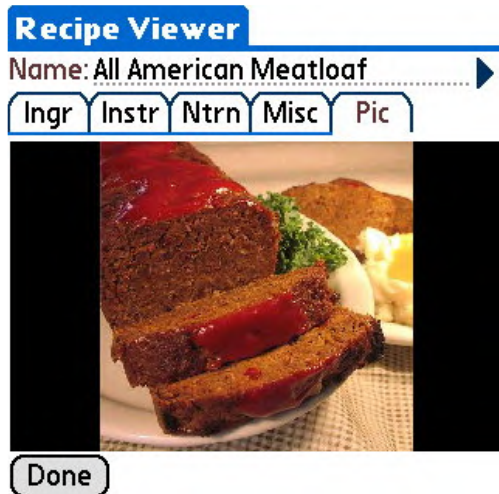 Recipe Viewer
Name: All American Meatloaf
Ingr Instr Ntrn Misc Pic
Done